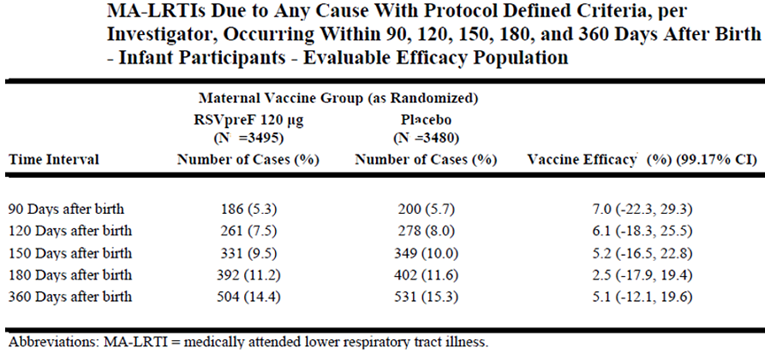 MA-LRTIs Due to Any Cause With Protocol Defined Criteria, per
Investigator, Occurring Within 90, 120, 150, 180, and 360 Days After Birth
- Infant Participants - Evaluable Efficacy Population
Maternal Vaccine Group (as Randomized)
RSVpreF 120 µg Placebo
(N =3495) (N =3480)
Time Interval Number of Cases (%) Number of Cases (%) Vaccine Efficacy (%) (99.17% CI)
90 Days after birth 186 (5.3) 200 (5.7) 7.0 (-22.3, 29.3)
120 Days after birth 261 (7.5) 278 (8.0) 6.1 (-18.3, 25.5)
150 Days after birth 331 (9.5) 349 (10.0) 5.2 (-16.5, 22.8)
180 Days after birth 392 (11.2) 402 (11.6) 2.5 (-17.9, 19.4)
360 Days after birth 504 (14.4) 531 (15.3) 5.1 (-12.1, 19.6)
Abbreviations: MA-LRTI = medically attended lower respiratory tract illness.